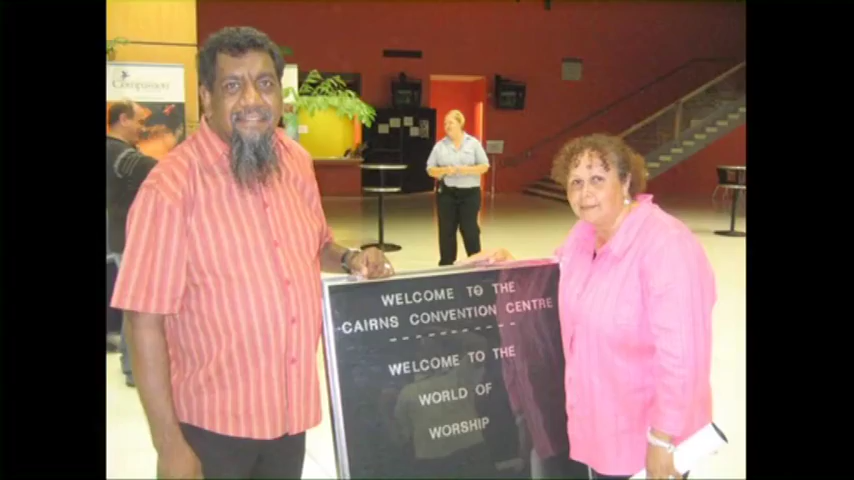 Compassion
WELCOME TO THE
CAIRNS CONVENTION CENTRE
WELCOME TO THE
WORLD OF
WORSHIP